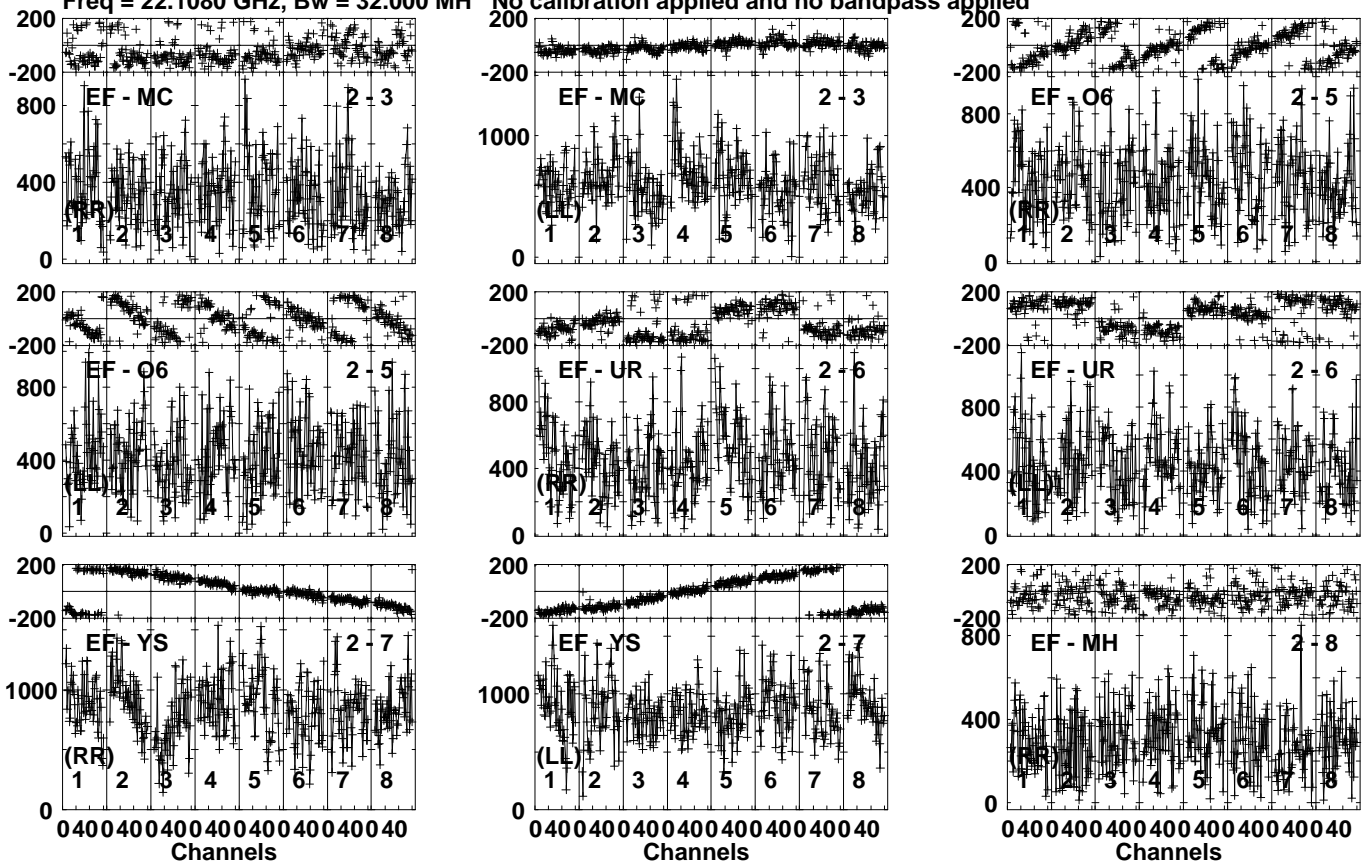 Freq = 22.1080 GHz, Bw = 32.000 MH No calibration applied and no bandpass applied
200
-200
EF - MC 2 - 3
800
400
0
(RR)
1 2 3 4 5 6 7 8
200
-200
EF - MC 2 - 3
1000
0
(LL)
1 2 3 4 5 6 7 8
200
-200
EF - O6 2 - 5
800
400
0
(RR)
1 2 3 4 5 6 7 8
200
-200
EF - O6 2 - 5
800
400
0
(LL)
1 2 3 4 5 6 7 8
200
-200
EF - UR 2 - 6
800
400
0
(RR)
1 2 3 4 5 6 7 8
200
-200
EF - UR 2 - 6
800
400
0
(LL)
1 2 3 4 5 6 7 8
200
-200
EF - YS 2 - 7
1000
0
(RR)
1 2 3 4 5 6 7 8
0 40 0 40 0 40 0 40 0 40 0 40 0 40 0 40
Channels
200
-200
EF - YS 2 - 7
1000
0
(LL)
1 2 3 4 5 6 7 8
0 40 0 40 0 40 0 40 0 40 0 40 0 40 0 40
Channels
200
-200
EF - MH 2 - 8
800
400
0
(RR)
1 2 3 4 5 6 7 8
0 40 0 40 0 40 0 40 0 40 0 40 0 40 0 40
Channels